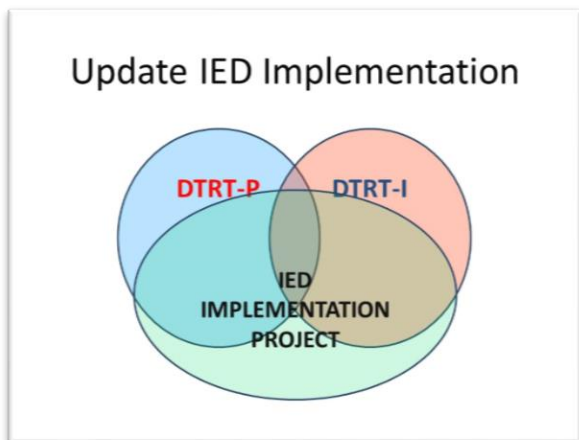 Update IED Implementation
DTRT-P
DTRT-I
IED
IMPLEMENTATION
PROJECT